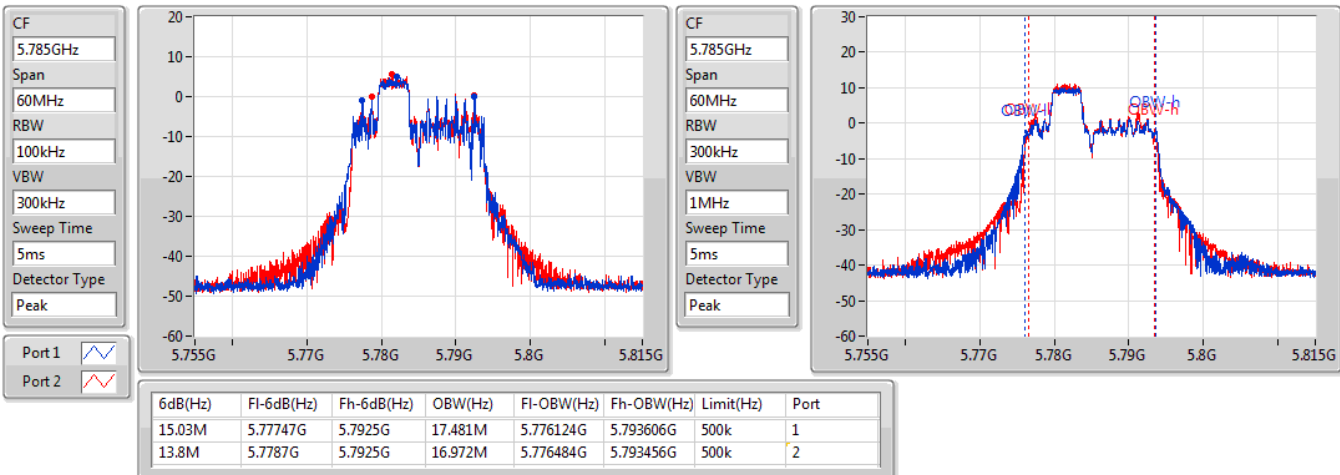 CF
5.785GHz
Span
60MHz
RBW
100kHz
VBW
300kHz
Sweep Time
5ms
Detector Type
Peak
Port 1
Port 2
20
10
0
-10
-20
-30
-40
-50
-60
5.755G 5.77G 5.78G 5.79G 5.8G 5.815G
CF
5.785GHz
Span
60MHz
RBW
300kHz
VBW
1MHz
Sweep Time
5ms
Detector Type
Peak
30
20
10
0
-10
-20
-30
-40
-50
-60
OBW-l
OBW-h
OBW-h
5.755G 5.77G 5.78G 5.79G 5.8G 5.815G
6dB(Hz) Fl-6dB(Hz) Fh-6dB(Hz) OBW(Hz) Fl-OBW(Hz) Fh-OBW(Hz) Limit(Hz) Port
15.03M 5.77747G 5.7925G 17.481M 5.776124G 5.793606G 500k 1
13.8M 5.7787G 5.7925G 16.972M 5.776484G 5.793456G 500k 2